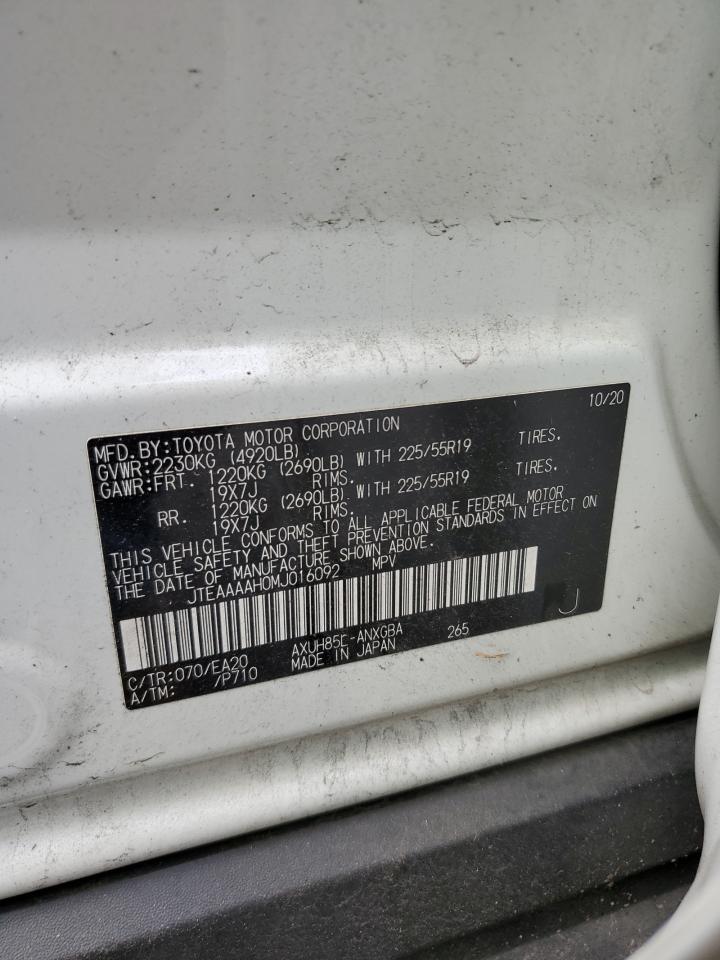 10/20
MFD.BY:TOYOTA MOTOR CORPORATION
GVWR:2230KG (4920LB)
GAWR:FRT. 1220KG (2690LB) WITH 225/55R19 TIRES.
19X7J RIMS.
RR. 1220KG (2690LB) WITH 225/55R19 TIRES.
19X7J RIMS.
THIS VEHICLE CONFORMS TO ALL APPLICABLE FEDERAL MOTOR
VEHICLE SAFETY AND THEFT PREVENTION STANDARDS IN EFFECT ON
THE DATE OF MANUFACTURE SHOWN ABOVE.
JTEAAAAH0MJ016092 MPV
J
C/TR:070/EA20 AXUH85L-ANXGBA 265
A/TM: /P710 MADE IN JAPAN